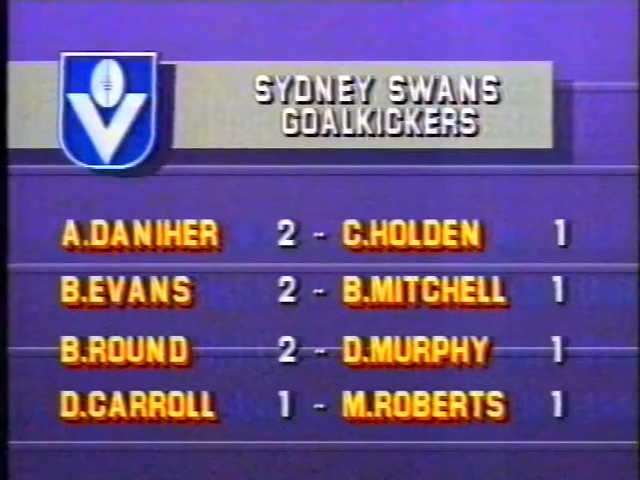 SYDNEY SWANS
GOALKICKERS
A.DANIHER 2 - C.HOLDEN 1
B.EVANS 2 - B.MITCHELL 1
B.ROUND 2 - D.MURPHY 1
D.CARROLL 1 - M.ROBERTS 1